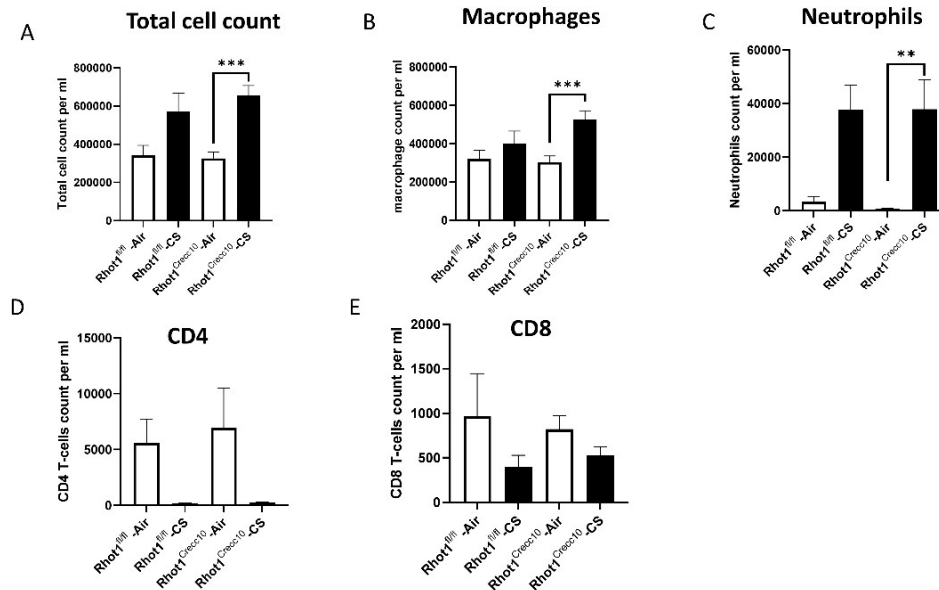 A
Total cell count
Total cell count per ml
800000
600000
400000
200000
0
***
Rhot1fl/fl -Air
Rhot1fl/fl-CS
Rhot1Crecc10-Air
Rhot1Crecc10-CS
B
Macrophages
macrophage count per ml
800000
600000
400000
200000
0
***
Rhot1fl/fl -Air
Rhot1fl/fl-CS
Rhot1Crecc10-Air
Rhot1Crecc10-CS
C
Neutrophils
Neutrophils count per ml
60000
40000
20000
0
**
Rhot1fl/fl -Air
Rhot1fl/fl-CS
Rhot1Crecc10-Air
Rhot1Crecc10-CS
D
CD4
CD4 T-cells count per ml
15000
10000
5000
0
Rhot1fl/fl -Air
Rhot1fl/fl-CS
Rhot1Crecc10-Air
Rhot1Crecc10-CS
E
CD8
CD8 T-cells count per ml
2000
1500
1000
500
0
Rhot1fl/fl -Air
Rhot1fl/fl-CS
Rhot1Crecc10-Air
Rhot1Crecc10-CS